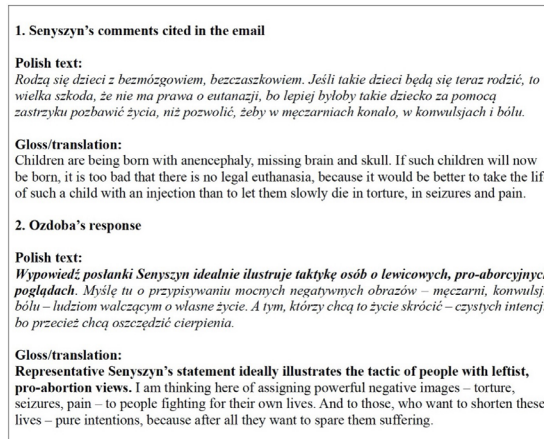 1. Senyszyn's comments cited in the email
Polish text:
Rodzą się dzieci z bezmózgowiem, bezczaszkowiem. Jeśli takie dzieci będą się teraz rodzić, to
wielka szkoda, że nie ma prawa o eutanazji, bo lepiej byłoby takie dziecko za pomocą
zastrzyku pozbawić życia, niż pozwolić, żeby w męczarniach konało, w konwulsjach i bólu.
Gloss/translation:
Children are being born with anencephaly, missing brain and skull. If such children will now
be born, it is too bad that there is no legal euthanasia, because it would be better to take the lif
of such a child with an injection than to let them slowly die in torture, in seizures and pain.
2. Ozdoba's response
Polish text:
Wypowiedź posłanki Senyszyn idealnie ilustruje taktykę osób o lewicowych, pro-aborcyjnyc
poglądach. Myślę tu o przypisywaniu mocnych negatywnych obrazów – męczarni, konwulsj
bólu – ludziom walczącym o własne życie. A tym, którzy chcą to życie skrócić – czystych intencj
bo przecież chcą oszczędzić cierpienia.
Gloss/translation:
Representative Senyszyn's statement ideally illustrates the tactic of people with leftist,
pro-abortion views. I am thinking here of assigning powerful negative images – torture,
seizures, pain – to people fighting for their own lives. And to those, who want to shorten these
lives – pure intentions, because after all they want to spare them suffering.